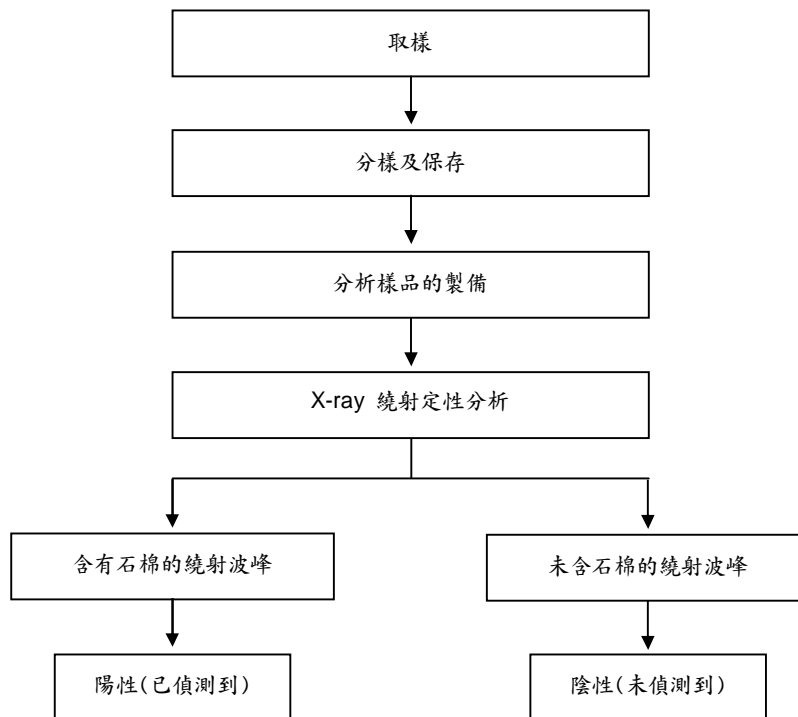 取樣
分樣及保存
分析樣品的製備
X-ray 繞射定性分析
含有石棉的繞射波峰
未含石棉的繞射波峰
陽性(已偵測到)
陰性(未偵測到)